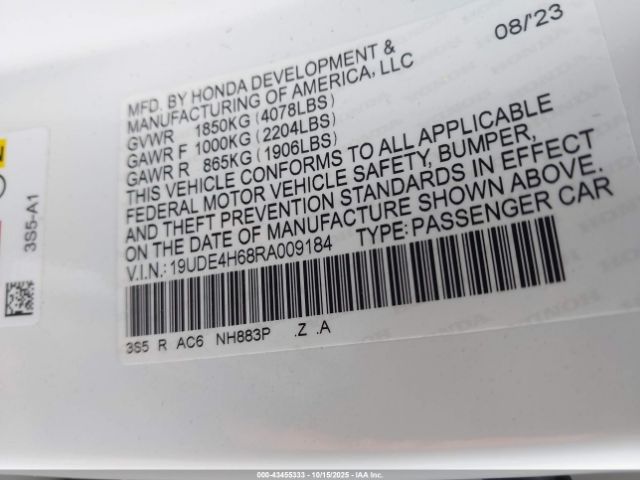 08/'23
MFD. BY HONDA DEVELOPMENT &
MANUFACTURING OF AMERICA, LLC
GVWR 1850KG (4078LBS)
GAWR F 1000KG (2204LBS)
GAWR R 865KG (1906LBS)
THIS VEHICLE CONFORMS TO ALL APPLICABLE
FEDERAL MOTOR VEHICLE SAFETY, BUMPER,
AND THEFT PREVENTION STANDARDS IN EFFECT
ON THE DATE OF MANUFACTURE SHOWN ABOVE.
V.I.N.: 19UDE4H68RA009184 TYPE: PASSENGER CAR
3S5 R AC6 NH883P .Z .A
3S5-A1
000-43455333 - 10/15/2025 - IAAI, Inc.